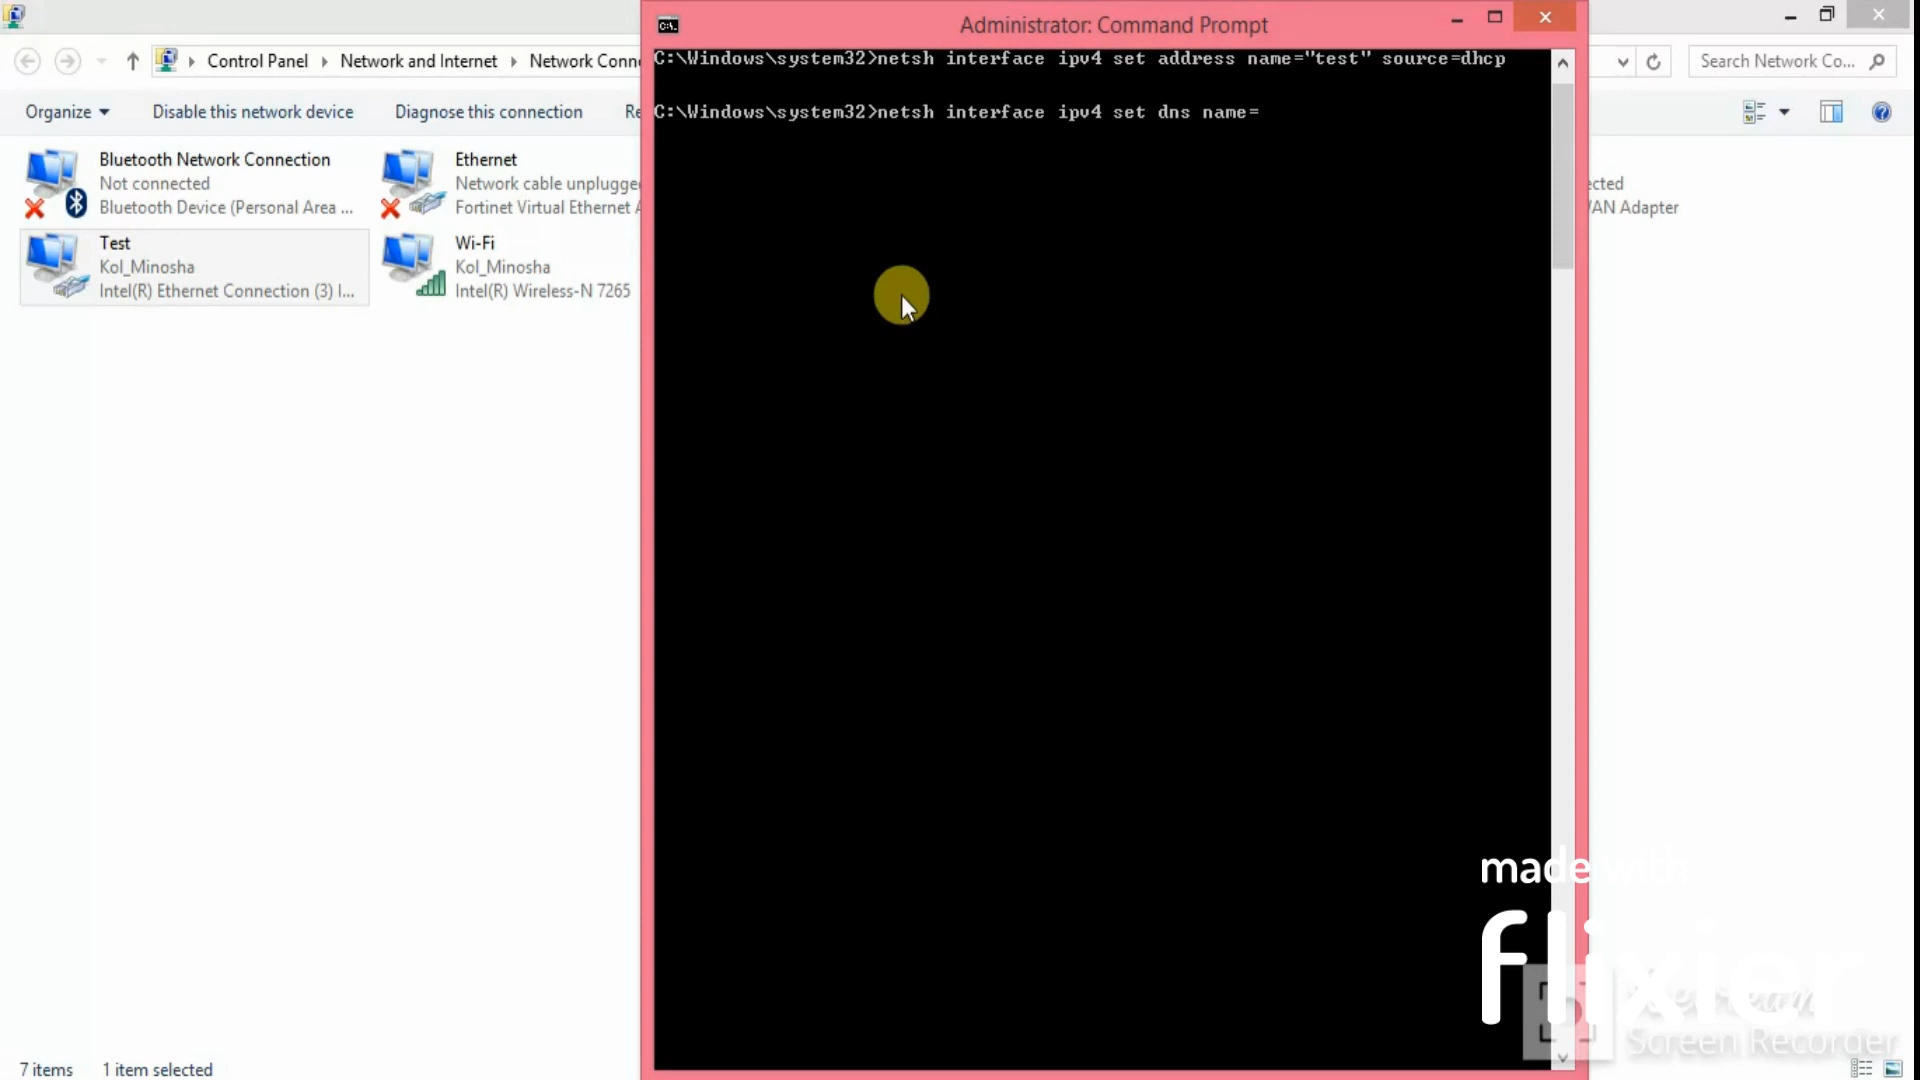 Administrator: Command Prompt
Control Panel
Network and Internet
Network Conn
Search Network Co...
Organize
Disable this network device
Diagnose this connection
Re
C:\Windows\system32>netsh interface ipv4 set address name="test" source=dhcp
C:\Windows\system32>netsh interface ipv4 set dns name=
Bluetooth Network Connection
Not connected
Bluetooth Device (Personal Area ...
Ethernet
Network cable unplugge
Fortinet Virtual Ethernet A
ected
AN Adapter
Test
Kol_Minosha
Intel(R) Ethernet Connection (3) I...
Wi-Fi
Kol_Minosha
Intel(R) Wireless-N 7265
made with
flixier
Screen Recorder
7 items
1 item selected